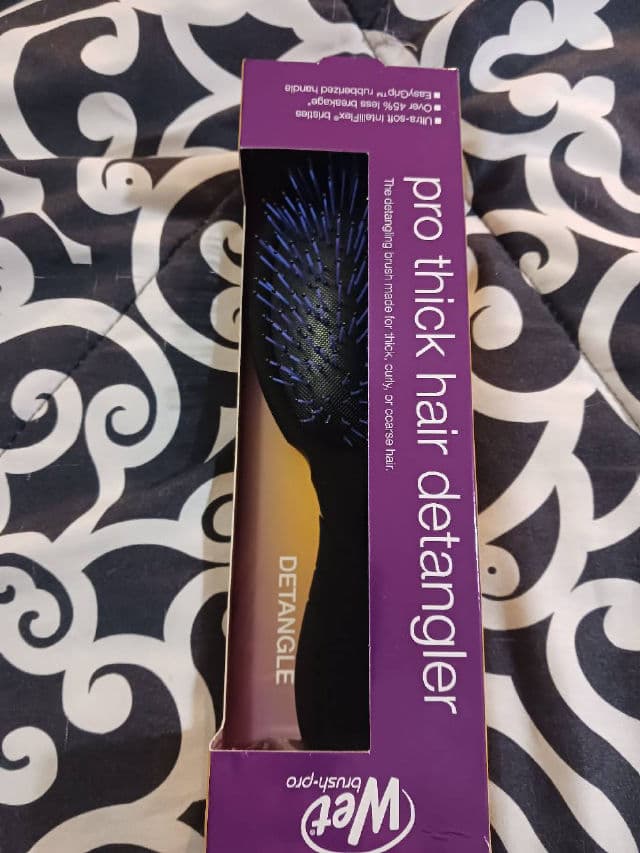 Wet®
brush-pro
pro thick hair detangler
The detangling brush made for thick, curly, or coarse hair.
DETANGLE
■ Ultra-soft IntelliFlex® bristles
■ Over 45% less breakage*
■ EasyGrip™ rubberized handle